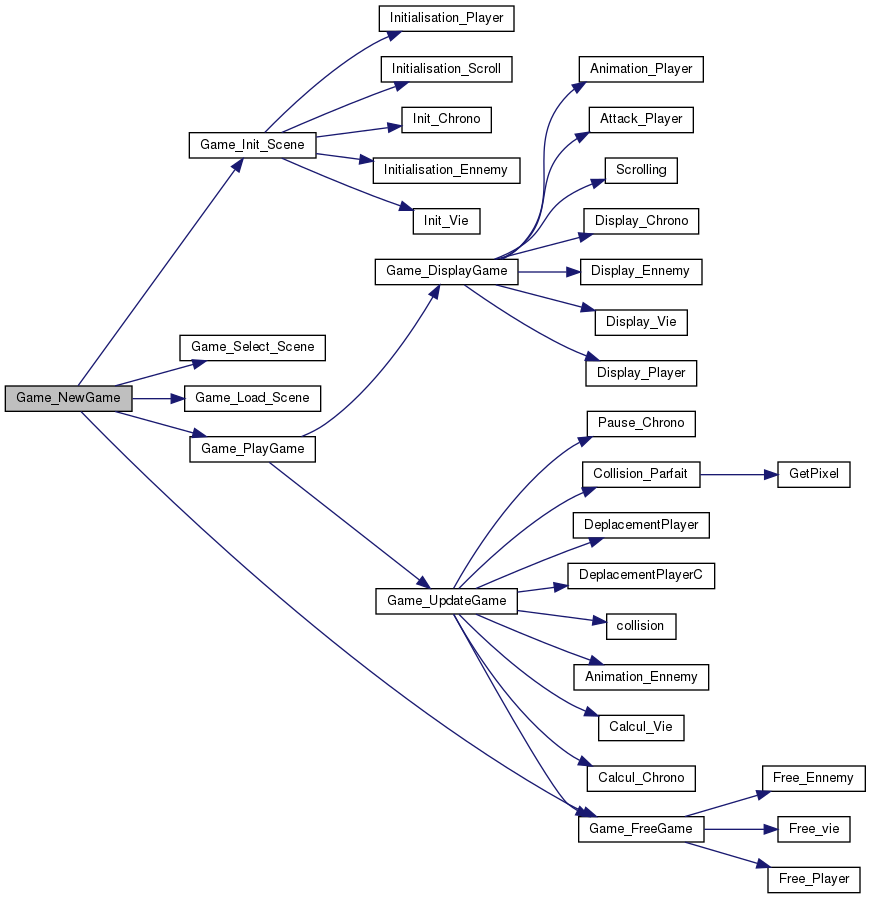 Initialisation_Player
Initialisation_Scroll
Animation_Player
Init_Chrono
Attack_Player
Game_Init_Scene
Initialisation_Ennemy
Scrolling
Init_Vie
Display_Chrono
Game_DisplayGame
Display_Ennemy
Display_Vie
Game_Select_Scene
Display_Player
Game_NewGame
Game_Load_Scene
Pause_Chrono
Game_PlayGame
Collision_Parfait
GetPixel
DeplacementPlayer
DeplacementPlayerC
Game_UpdateGame
collision
Animation_Ennemy
Calcul_Vie
Calcul_Chrono
Free_Ennemy
Game_FreeGame
Free_vie
Free_Player